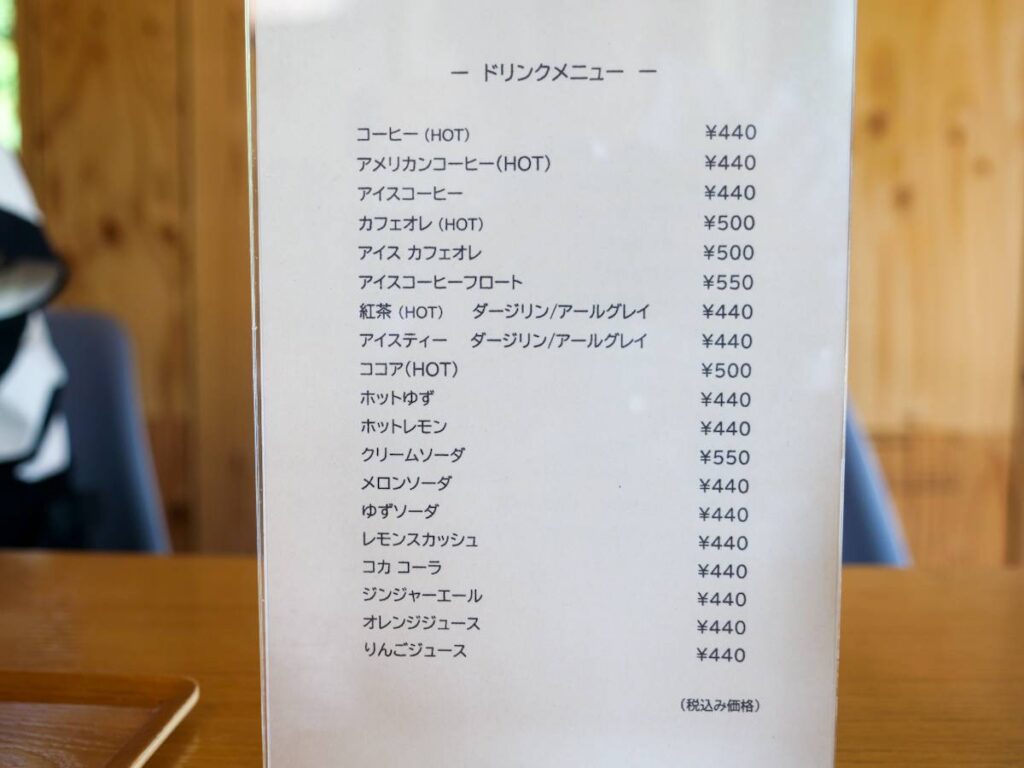 ー ドリンクメニュー ー
コーヒー (HOT) ¥440
アメリカンコーヒー(HOT) ¥440
アイスコーヒー ¥440
カフェオレ (HOT) ¥500
アイス カフェオレ ¥500
アイスコーヒーフロート ¥550
紅茶 (HOT) ダージリン/アールグレイ ¥440
アイスティー ダージリン/アールグレイ ¥440
ココア(HOT) ¥500
ホットゆず ¥440
ホットレモン ¥440
クリームソーダ ¥550
メロンソーダ ¥440
ゆずソーダ ¥440
レモンスカッシュ ¥440
コカ コーラ ¥440
ジンジャーエール ¥440
オレンジジュース ¥440
りんごジュース ¥440
(税込み価格)